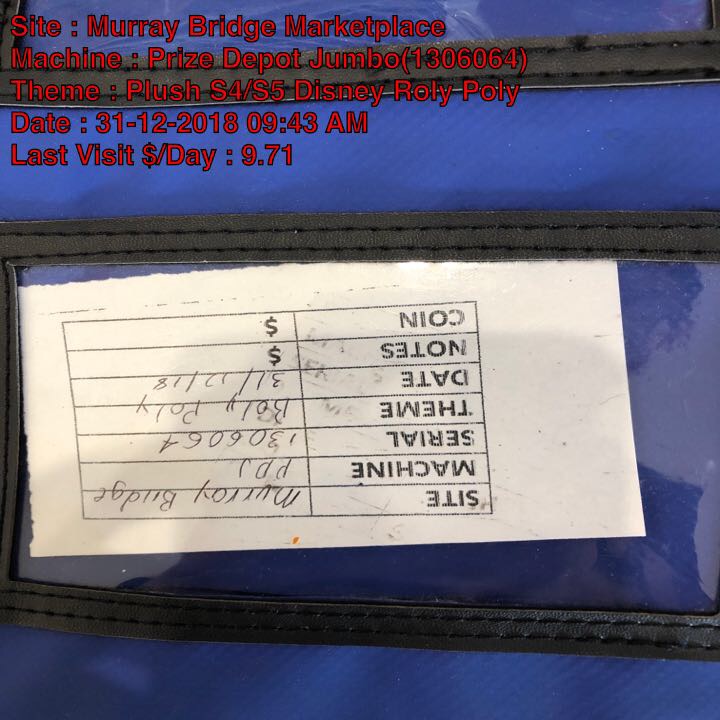 Site : Murray Bridge Marketplace
Machine : Prize Depot Jumbo(1306064)
Theme : Plush S4/S5 Disney Roly Poly
Date : 31-12-2018 09:43 AM
Last Visit $/Day : 9.71
SITE Murray Bridge
MACHINE PDJ
SERIAL 1306064
THEME Roly Poly
DATE 31/12/18
NOTES $
COIN $